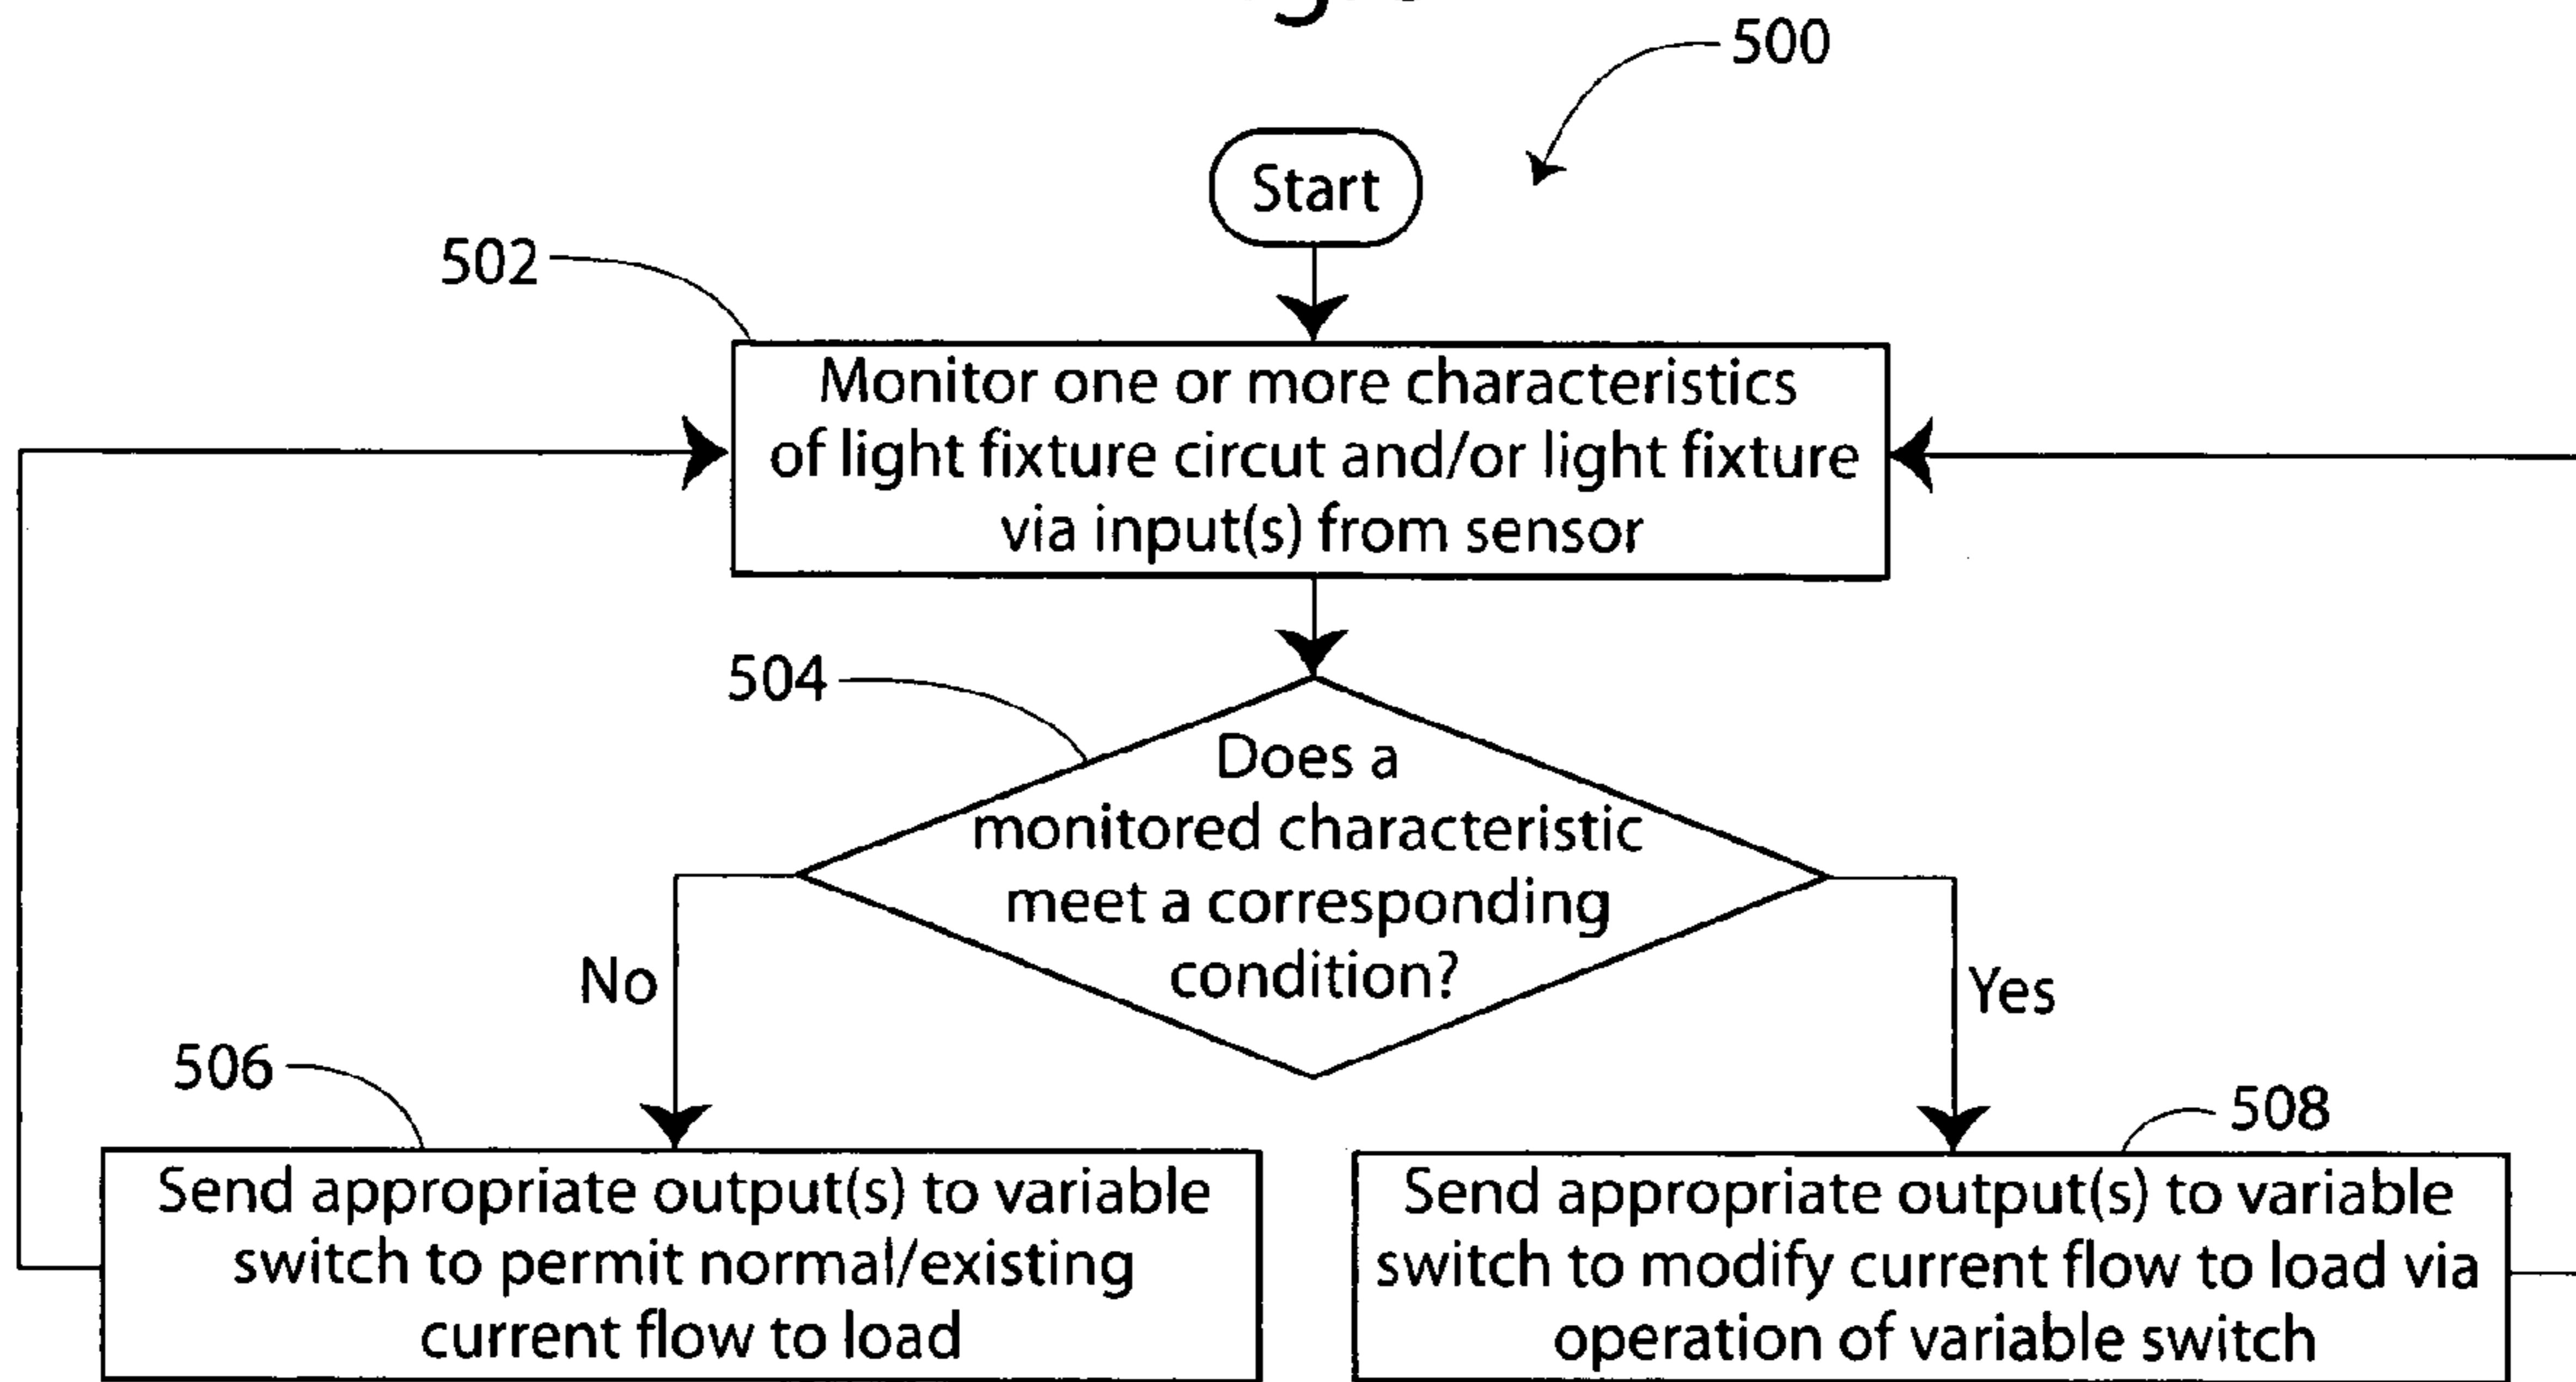 500
Start
502
Monitor one or more characteristics
of light fixture circut and/or light fixture
via input(s) from sensor
504
Does a
monitored characteristic
meet a corresponding
condition?
No
Yes
506
508
Send appropriate output(s) to variable
switch to permit normal/existing
current flow to load
Send appropriate output(s) to variable
switch to modify current flow to load via
operation of variable switch